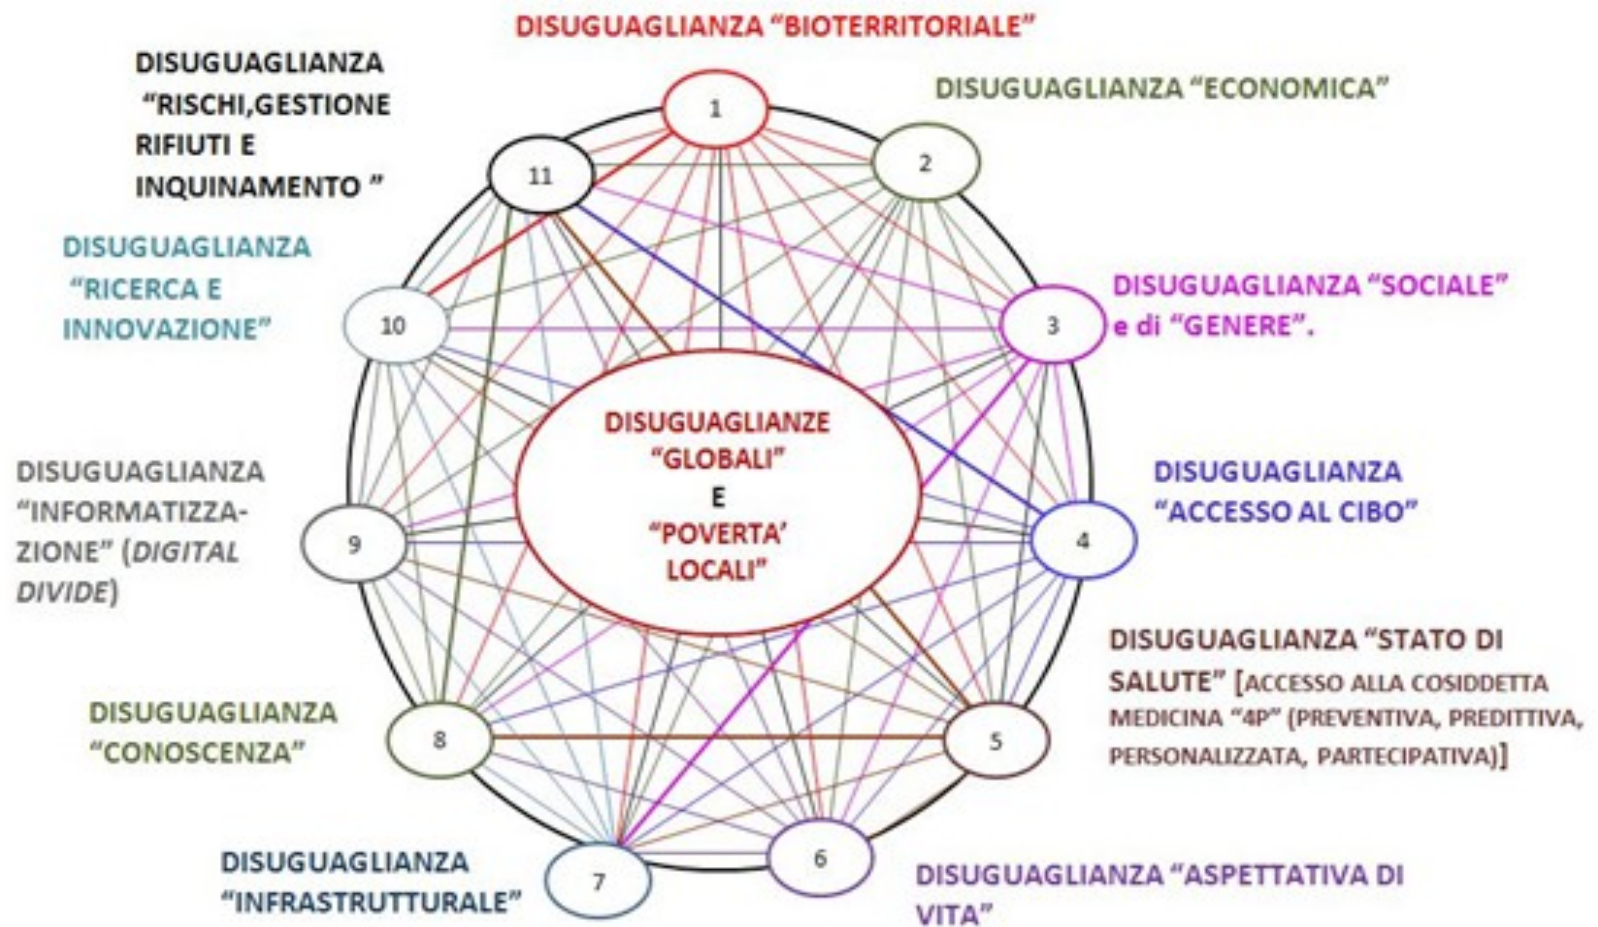 DISUGUAGLIANZA “BIOTERRITORIALE”
1
DISUGUAGLIANZA “ECONOMICA”
2
DISUGUAGLIANZA “SOCIALE”
e di “GENERE”.
3
DISUGUAGLIANZA
“ACCESSO AL CIBO”
4
DISUGUAGLIANZA “STATO DI
SALUTE” [ACCESSO ALLA COSIDDETTA
MEDICINA “4P” (PREVENTIVA, PREDITTIVA,
PERSONALIZZATA, PARTECIPATIVA)]
5
DISUGUAGLIANZA “ASPETTATIVA DI
VITA”
6
DISUGUAGLIANZA
“INFRASTRUTTURALE”
7
DISUGUAGLIANZA
“CONOSCENZA”
8
DISUGUAGLIANZA
“INFORMATIZZA-
ZIONE” (DIGITAL
DIVIDE)
9
DISUGUAGLIANZA
“RICERCA E
INNOVAZIONE”
10
DISUGUAGLIANZA
“RISCHI,GESTIONE
RIFIUTI E
INQUINAMENTO ”
11
DISUGUAGLIANZE
“GLOBALI”
E
“POVERTA’
LOCALI”